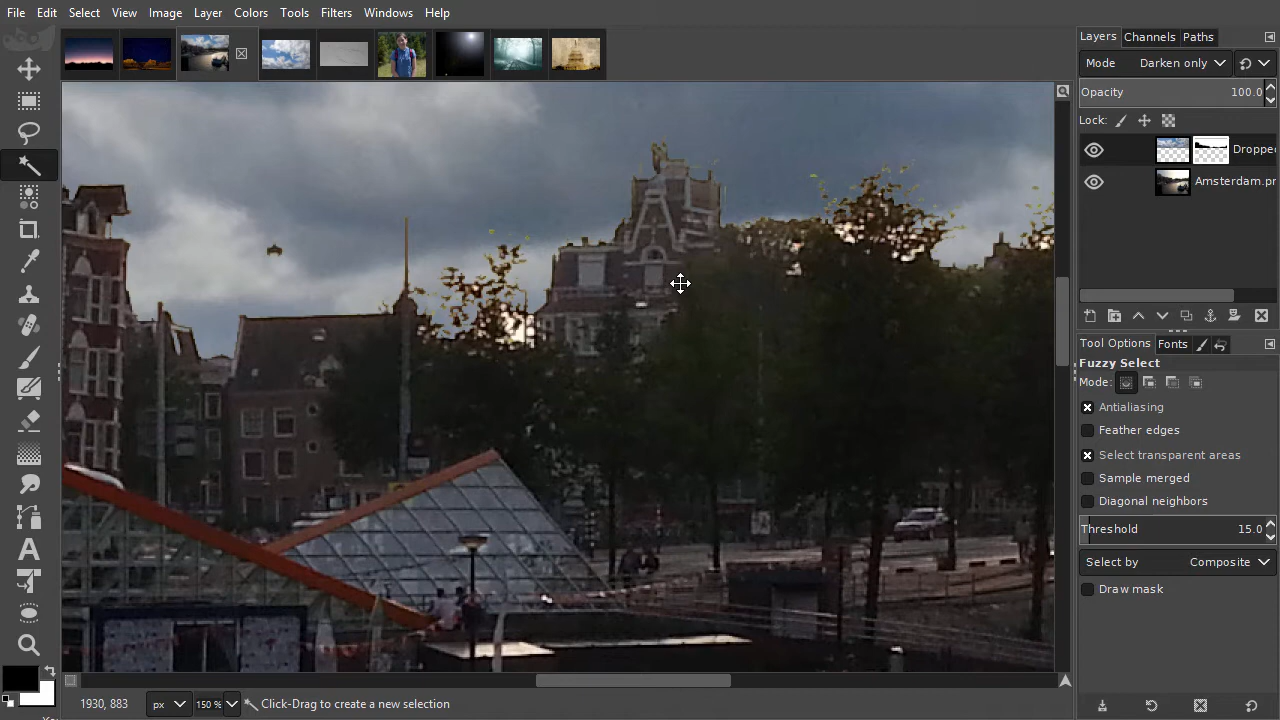 File Edit Select View Image Layer Colors Tools Filters Windows Help
Layers Channels Paths
Mode Darken only
Opacity 100.0
Lock:
Dropped
Amsterdam.pn
Tool Options Fonts
Fuzzy Select
Mode:
Antialiasing
Feather edges
Select transparent areas
Sample merged
Diagonal neighbors
Threshold 15.0
Select by Composite
Draw mask
1930, 883 px 150 % Click-Drag to create a new selection